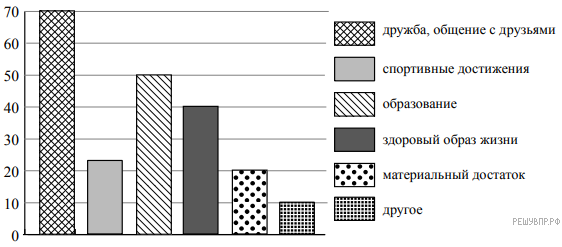 70
60
50
40
30
20
10
0
дружба, общение с друзьями
спортивные достижения
образование
здоровый образ жизни
материальный достаток
другое
РЕШУВПР.РФ